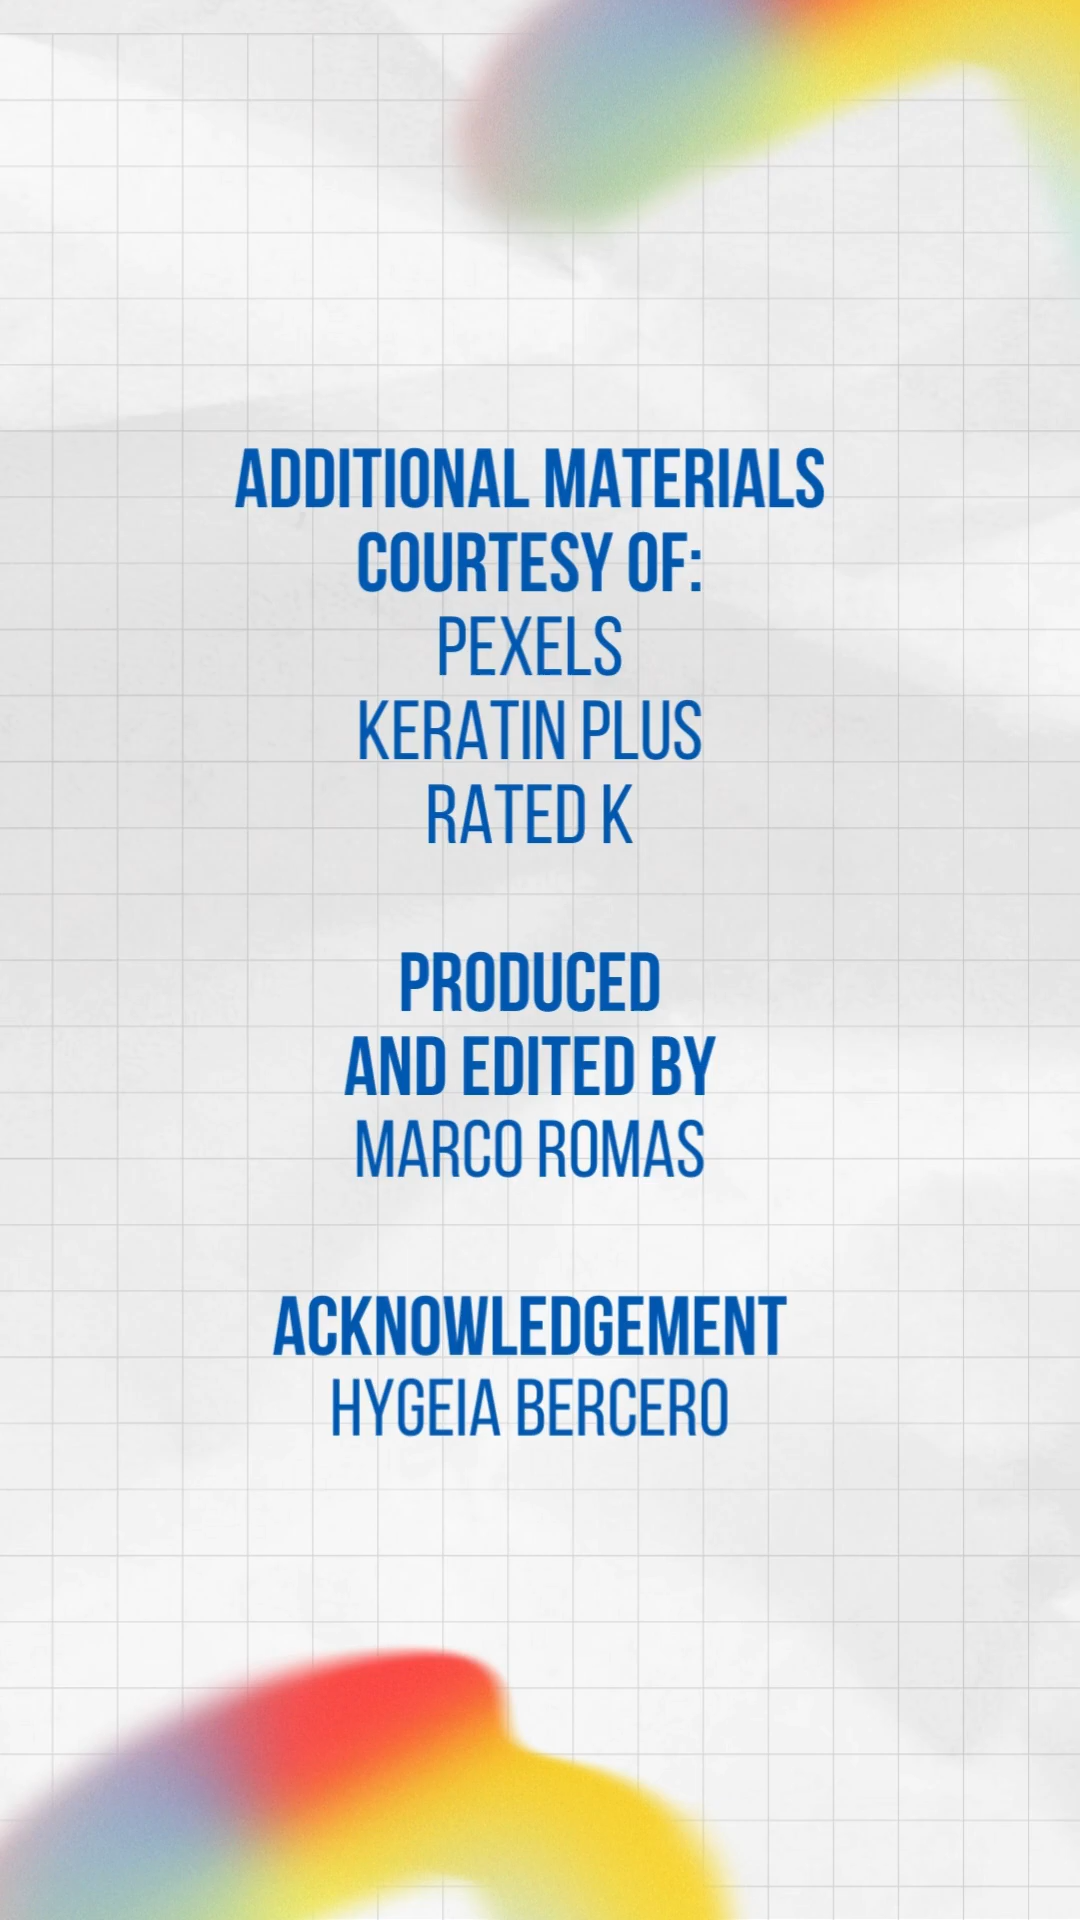 ADDITIONAL MATERIALS
COURTESY OF:
PEXELS
KERATIN PLUS
RATED K
PRODUCED
AND EDITED BY
MARCO ROMAS
ACKNOWLEDGEMENT
HYGEIA BERCERO